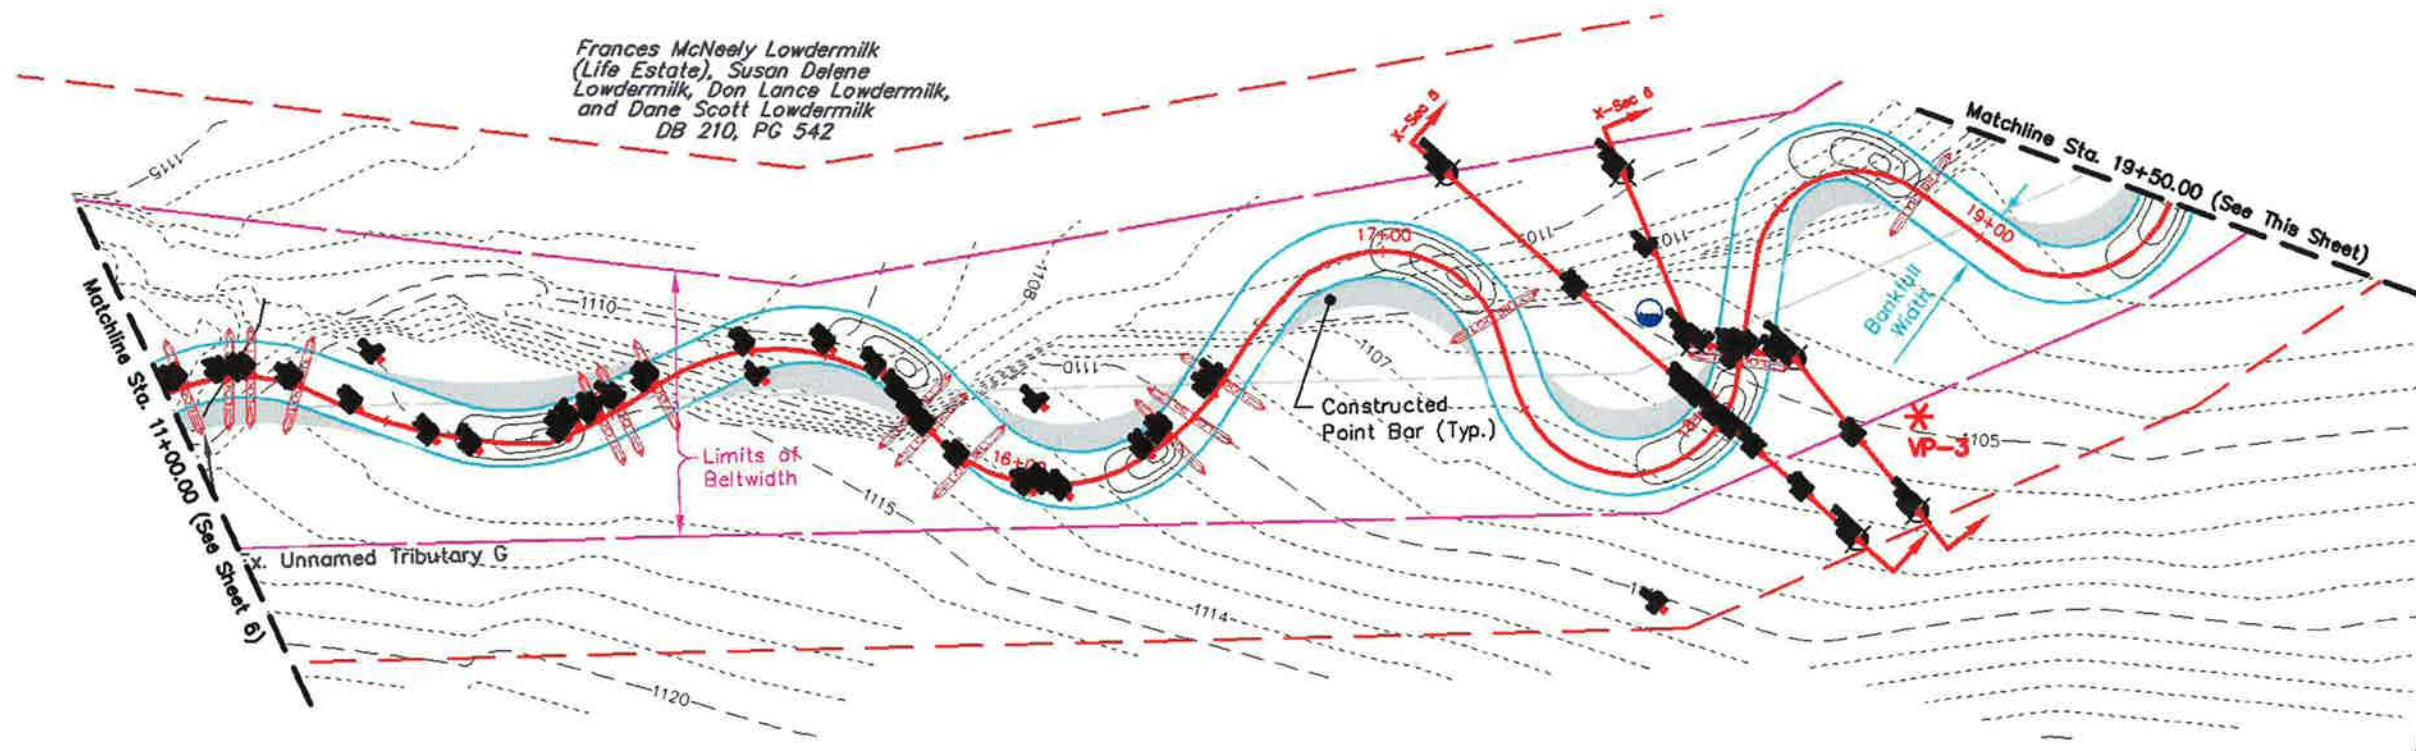 Frances McNeely Lowdermilk
(Life Estate), Susan Delene
Lowdermilk, Don Lance Lowdermilk,
and Dane Scott Lowdermilk
DB 210, PG 542
X-Sec 5
X-Sec 6
Matchline Sta. 19+50.00 (See This Sheet)
1115
Matchline Sta. 11+00.00 (See Sheet 6)
1110
1108
17+00
1105
19+00
Bankfull
Width
1110
1107
Constructed
Point Bar (Typ.)
VP-3
1105
Limits of
Beltwidth
16+00
1115
x. Unnamed Tributary G
1114
1120